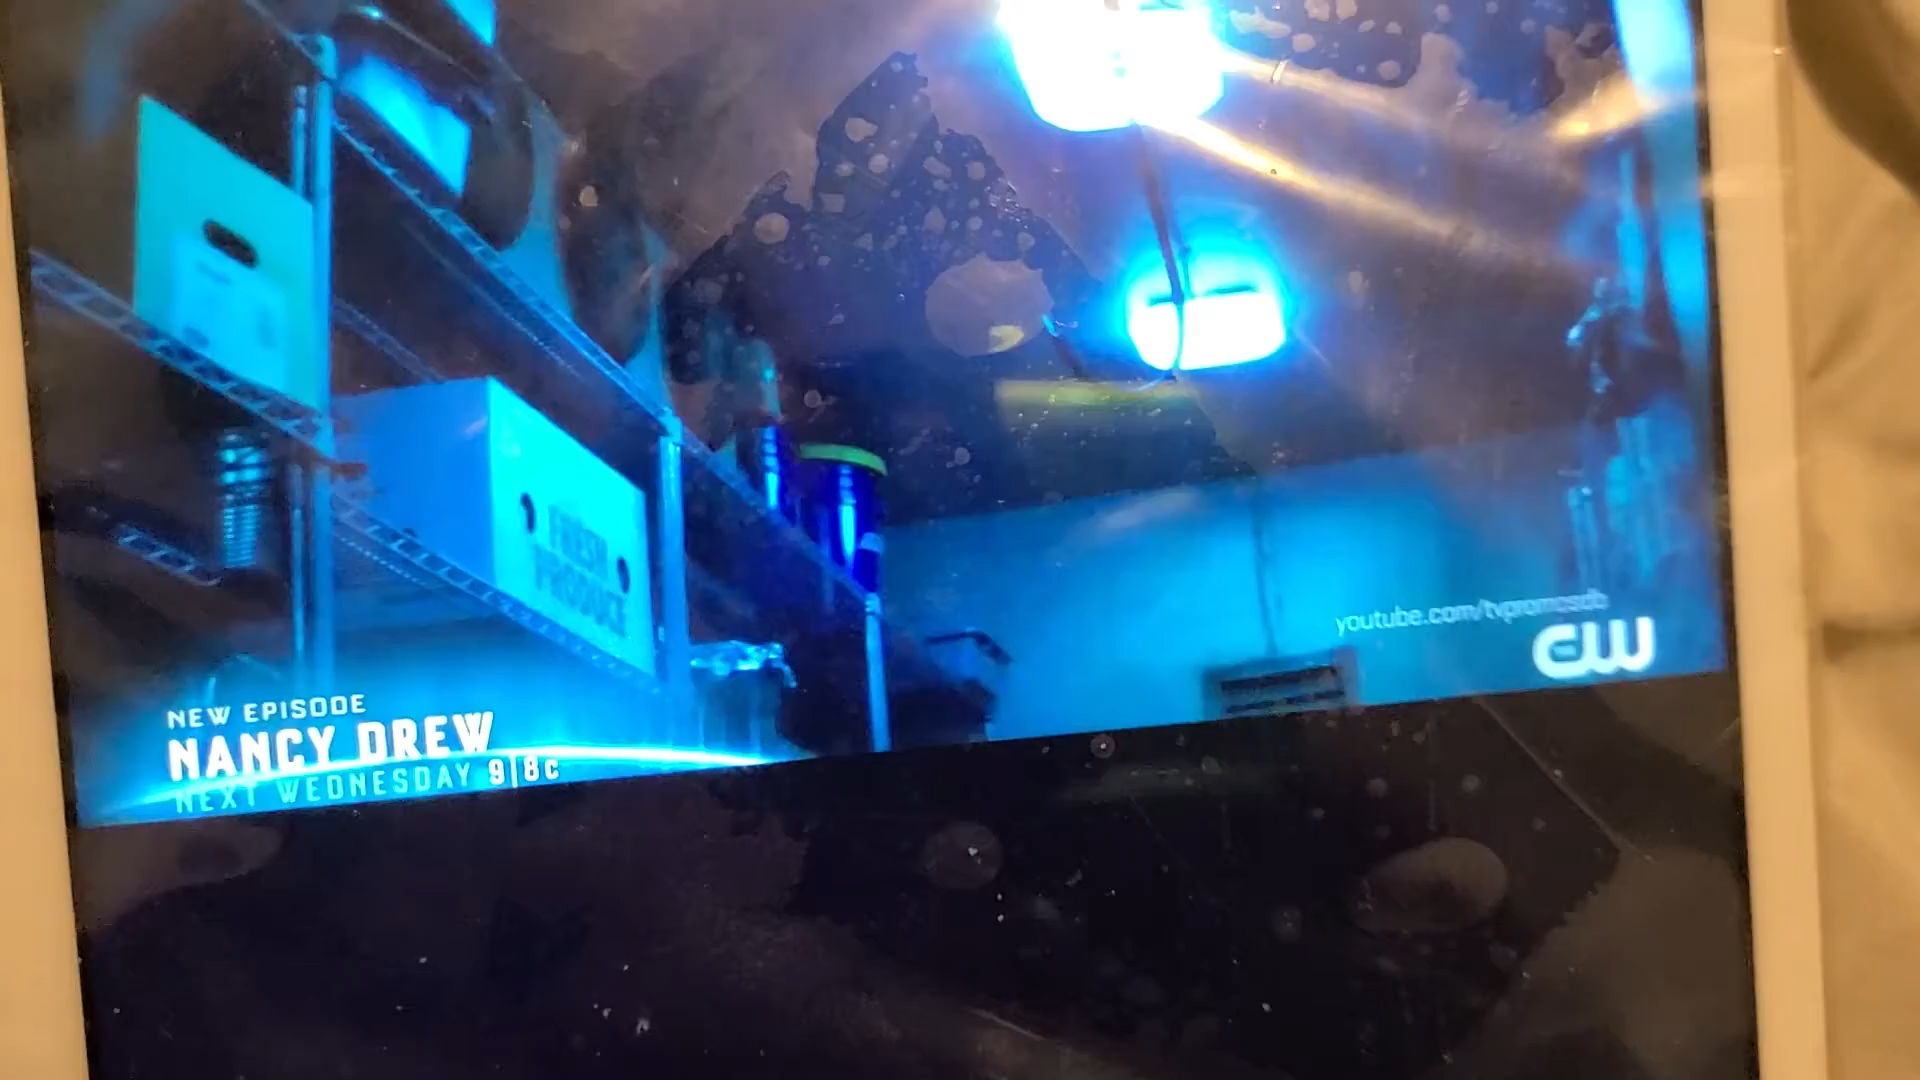 FRESH
PRODUCE
youtube.com/tvpromosdb
CW
NEW EPISODE
NANCY DREW
NEXT WEDNESDAY 9|8c